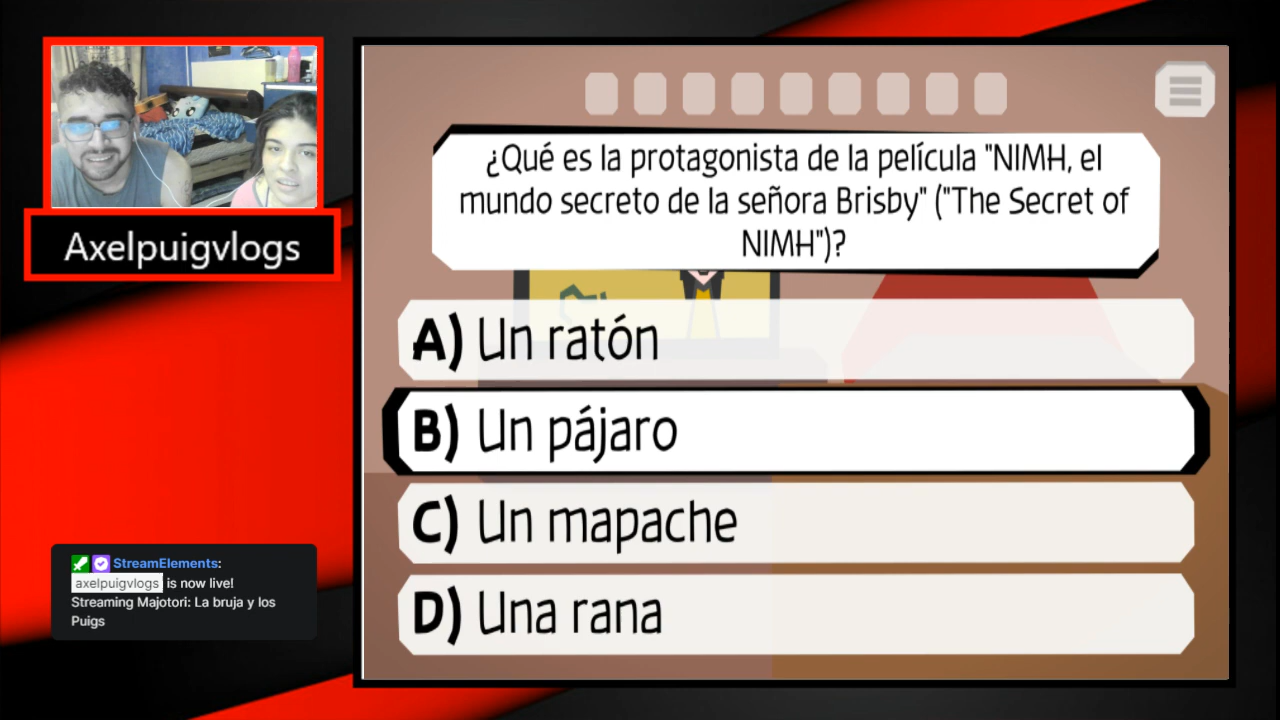 ¿Qué es la protagonista de la película "NIMH, el
mundo secreto de la señora Brisby" ("The Secret of
NIMH")?
Axelpuigvlogs
A) Un ratón
B) Un pájaro
C) Un mapache
D) Una rana
StreamElements:
axelpuigvlogs is now live!
Streaming Majotori: La bruja y los
Puigs